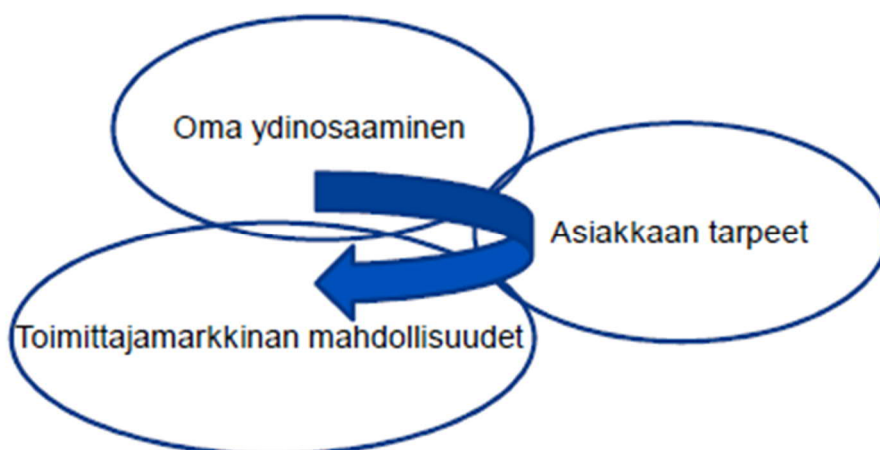 Oma ydinosaaminen
Asiakkaan tarpeet
Toimittajamarkkinan mahdollisuudet